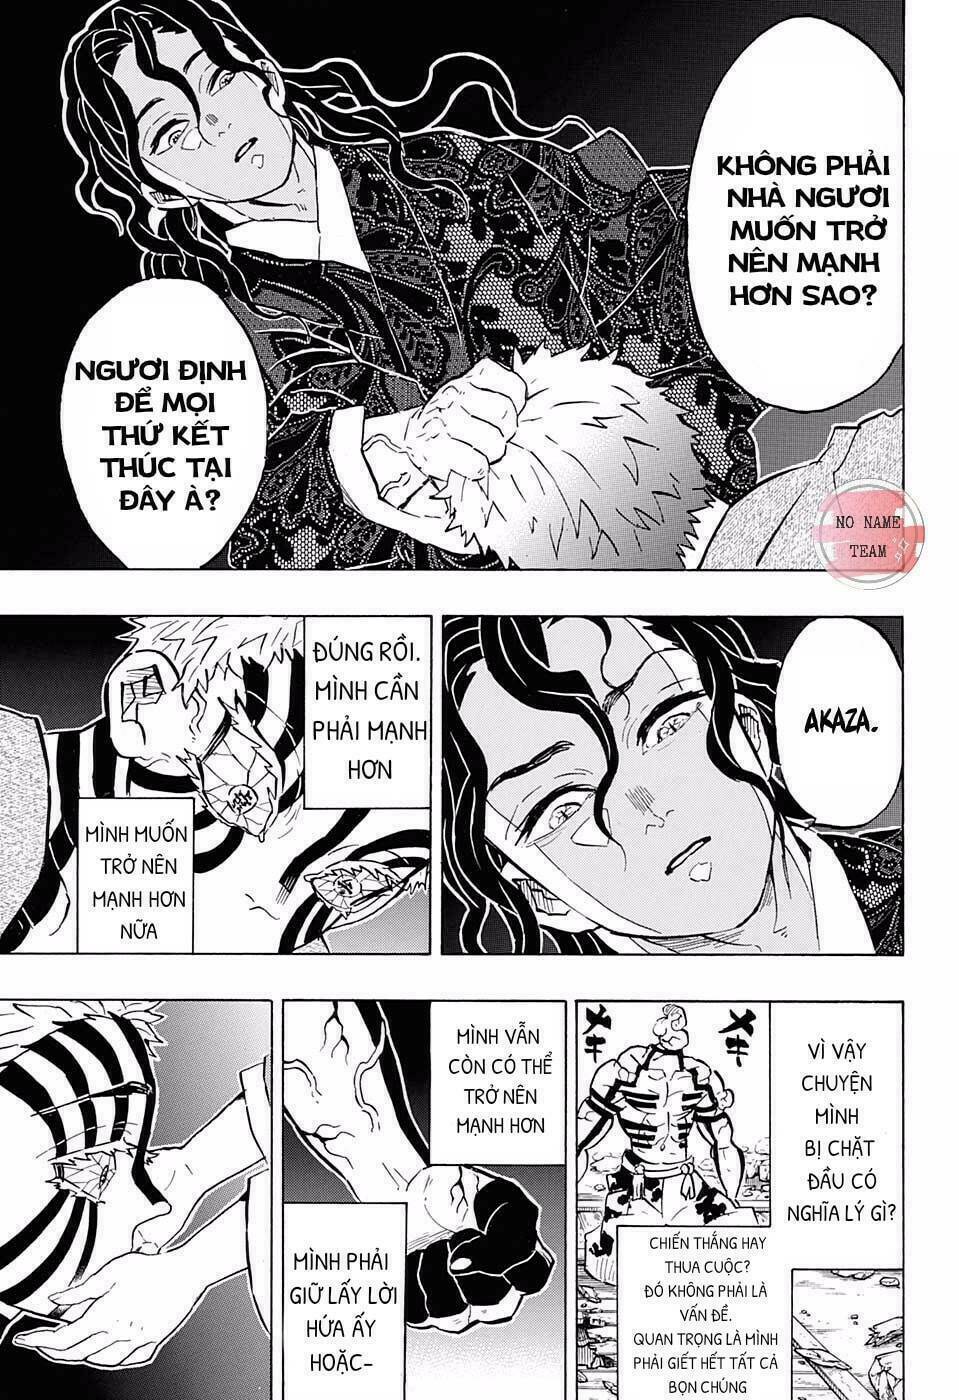 KHÔNG PHẢI
NHÀ NGƯƠI
MUỐN TRỞ
NÊN MẠNH
HƠN SAO?
NGƯƠI ĐỊNH
ĐỂ MỌI
THỨ KẾT
THÚC TẠI
ĐÂY À?
NO NAME
TEAM
AKAZA.
ĐÚNG RỒI.
MÌNH CẦN
PHẢI MẠNH
HƠN
MÌNH MUỐN
TRỞ NÊN
MẠNH HƠN
NỮA
VÌ VẬY
CHUYỆN
MÌNH
BỊ CHẶT
ĐẦU CÓ
NGHĨA LÝ GÌ?
メキ
メキ
CHIẾN THẮNG HAY
THUA CUỘC?
ĐÓ KHÔNG PHẢI LÀ
VẤN ĐỀ.
QUAN TRỌNG LÀ MÌNH
PHẢI GIẾT HẾT TẤT CẢ
BỌN CHÚNG
MÌNH VẪN
CÒN CÓ THỂ
TRỞ NÊN
MẠNH HƠN
MÌNH PHẢI
GIỮ LẤY LỜI
HỨA ẤY
HOẶC-